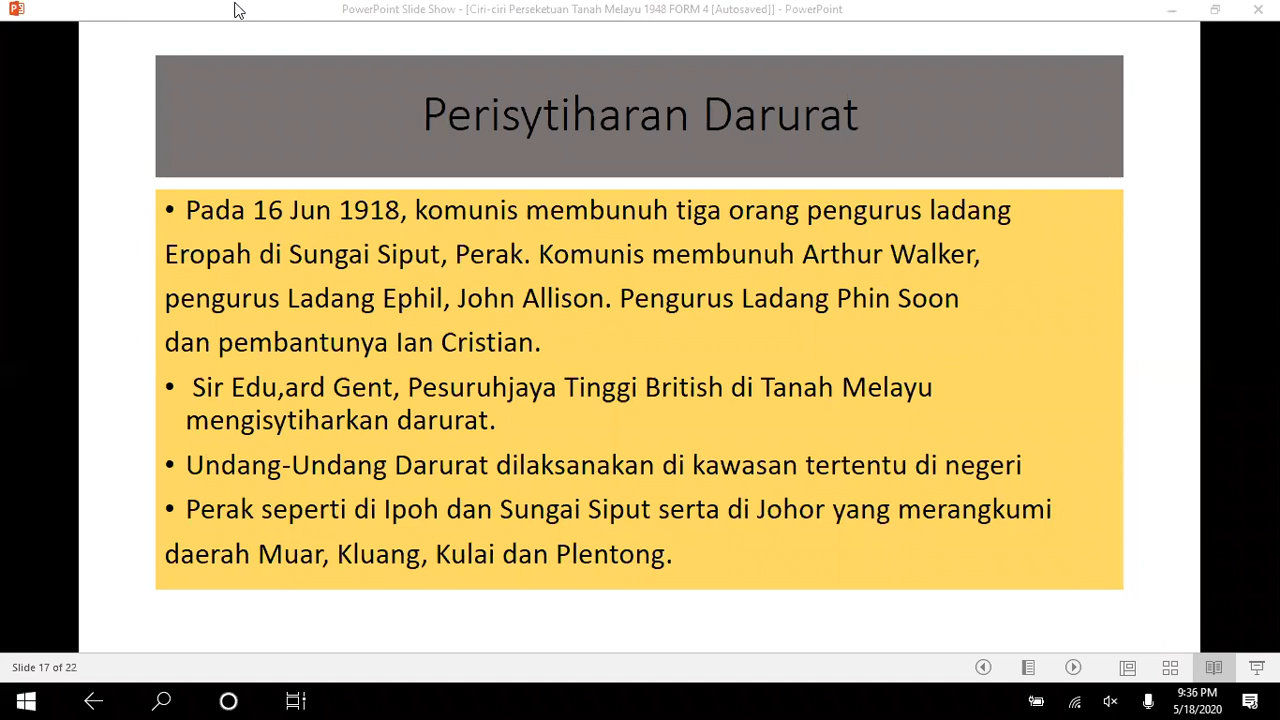 PowerPoint Slide Show - [Ciri-ciri Perseketuan Tanah Melayu 1948 FORM 4 [Autosaved]] - PowerPoint
Perisytiharan Darurat
• Pada 16 Jun 1918, komunis membunuh tiga orang pengurus ladang
Eropah di Sungai Siput, Perak. Komunis membunuh Arthur Walker,
pengurus Ladang Ephil, John Allison. Pengurus Ladang Phin Soon
dan pembantunya Ian Cristian.
• Sir Edu,ard Gent, Pesuruhjaya Tinggi British di Tanah Melayu
mengisytiharkan darurat.
• Undang-Undang Darurat dilaksanakan di kawasan tertentu di negeri
• Perak seperti di Ipoh dan Sungai Siput serta di Johor yang merangkumi
daerah Muar, Kluang, Kulai dan Plentong.
Slide 17 of 22
9:36 PM
5/18/2020